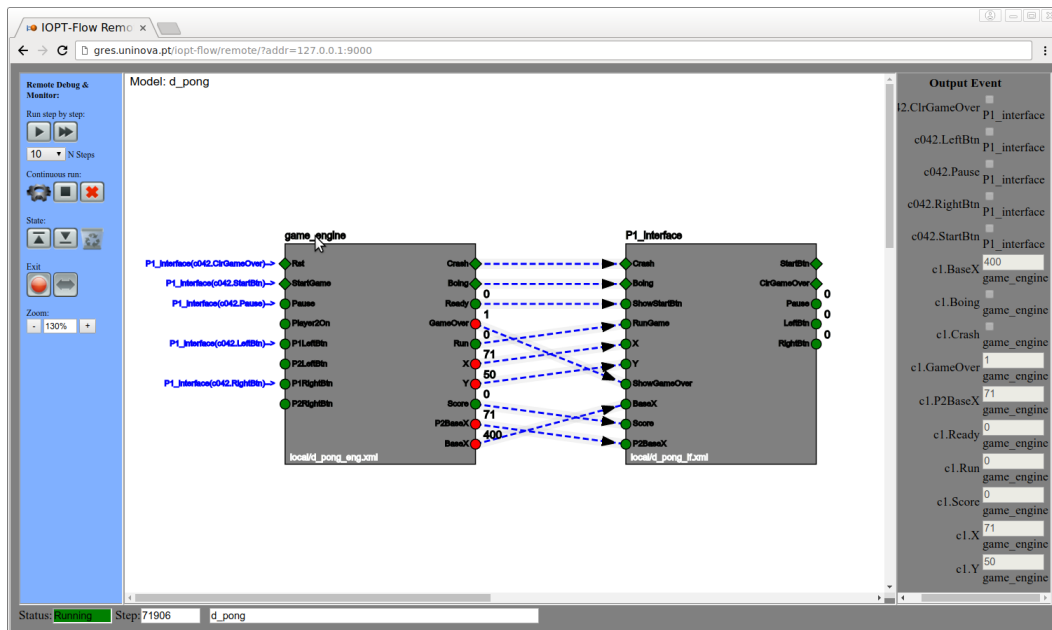 IOPT-Flow Remo
gres.uninova.pt/iopt-flow/remote/?addr=127.0.0.1:9000
Remote Debug &
Monitor:
Run step by step:
10 N Steps
Continuous run:
State:
Exit
Zoom:
- 130% +
Model: d_pong
game_engine
P1_Interface(c042.ClrGameOver)-->
P1_Interface(c042.StartBtn)-->
P1_Interface(c042.Pause)-->
P1_Interface(c042.LeftBtn)-->
P1_Interface(c042.RightBtn)-->
Rst
StartGame
Pause
Player2On
P1LeftBtn
P2LeftBtn
P1RightBtn
P2RightBtn
Crash
Boing
Ready 0
GameOver 1
Run 0
X 71
Y 50
Score 0
P2BaseX 71
BaseX 400
local/d_pong_eng.xml
P1_Interface
Crash
Boing
ShowStartBtn
RunGame
X
Y
ShowGameOver
BaseX
Score
P2BaseX
StartBtn
ClrGameOver
Pause 0
LeftBtn 0
RightBtn 0
local/d_pong_if.xml
Output Event
42.ClrGameOver P1_interface
c042.LeftBtn P1_interface
c042.Pause P1_interface
c042.RightBtn P1_interface
c042.StartBtn P1_interface
c1.BaseX 400 game_engine
c1.Boing game_engine
c1.Crash game_engine
c1.GameOver 1 game_engine
c1.P2BaseX 71 game_engine
c1.Ready 0 game_engine
c1.Run 0 game_engine
c1.Score 0 game_engine
c1.X 71 game_engine
c1.Y 50 game_engine
Status: Running Step: 71906 d_pong